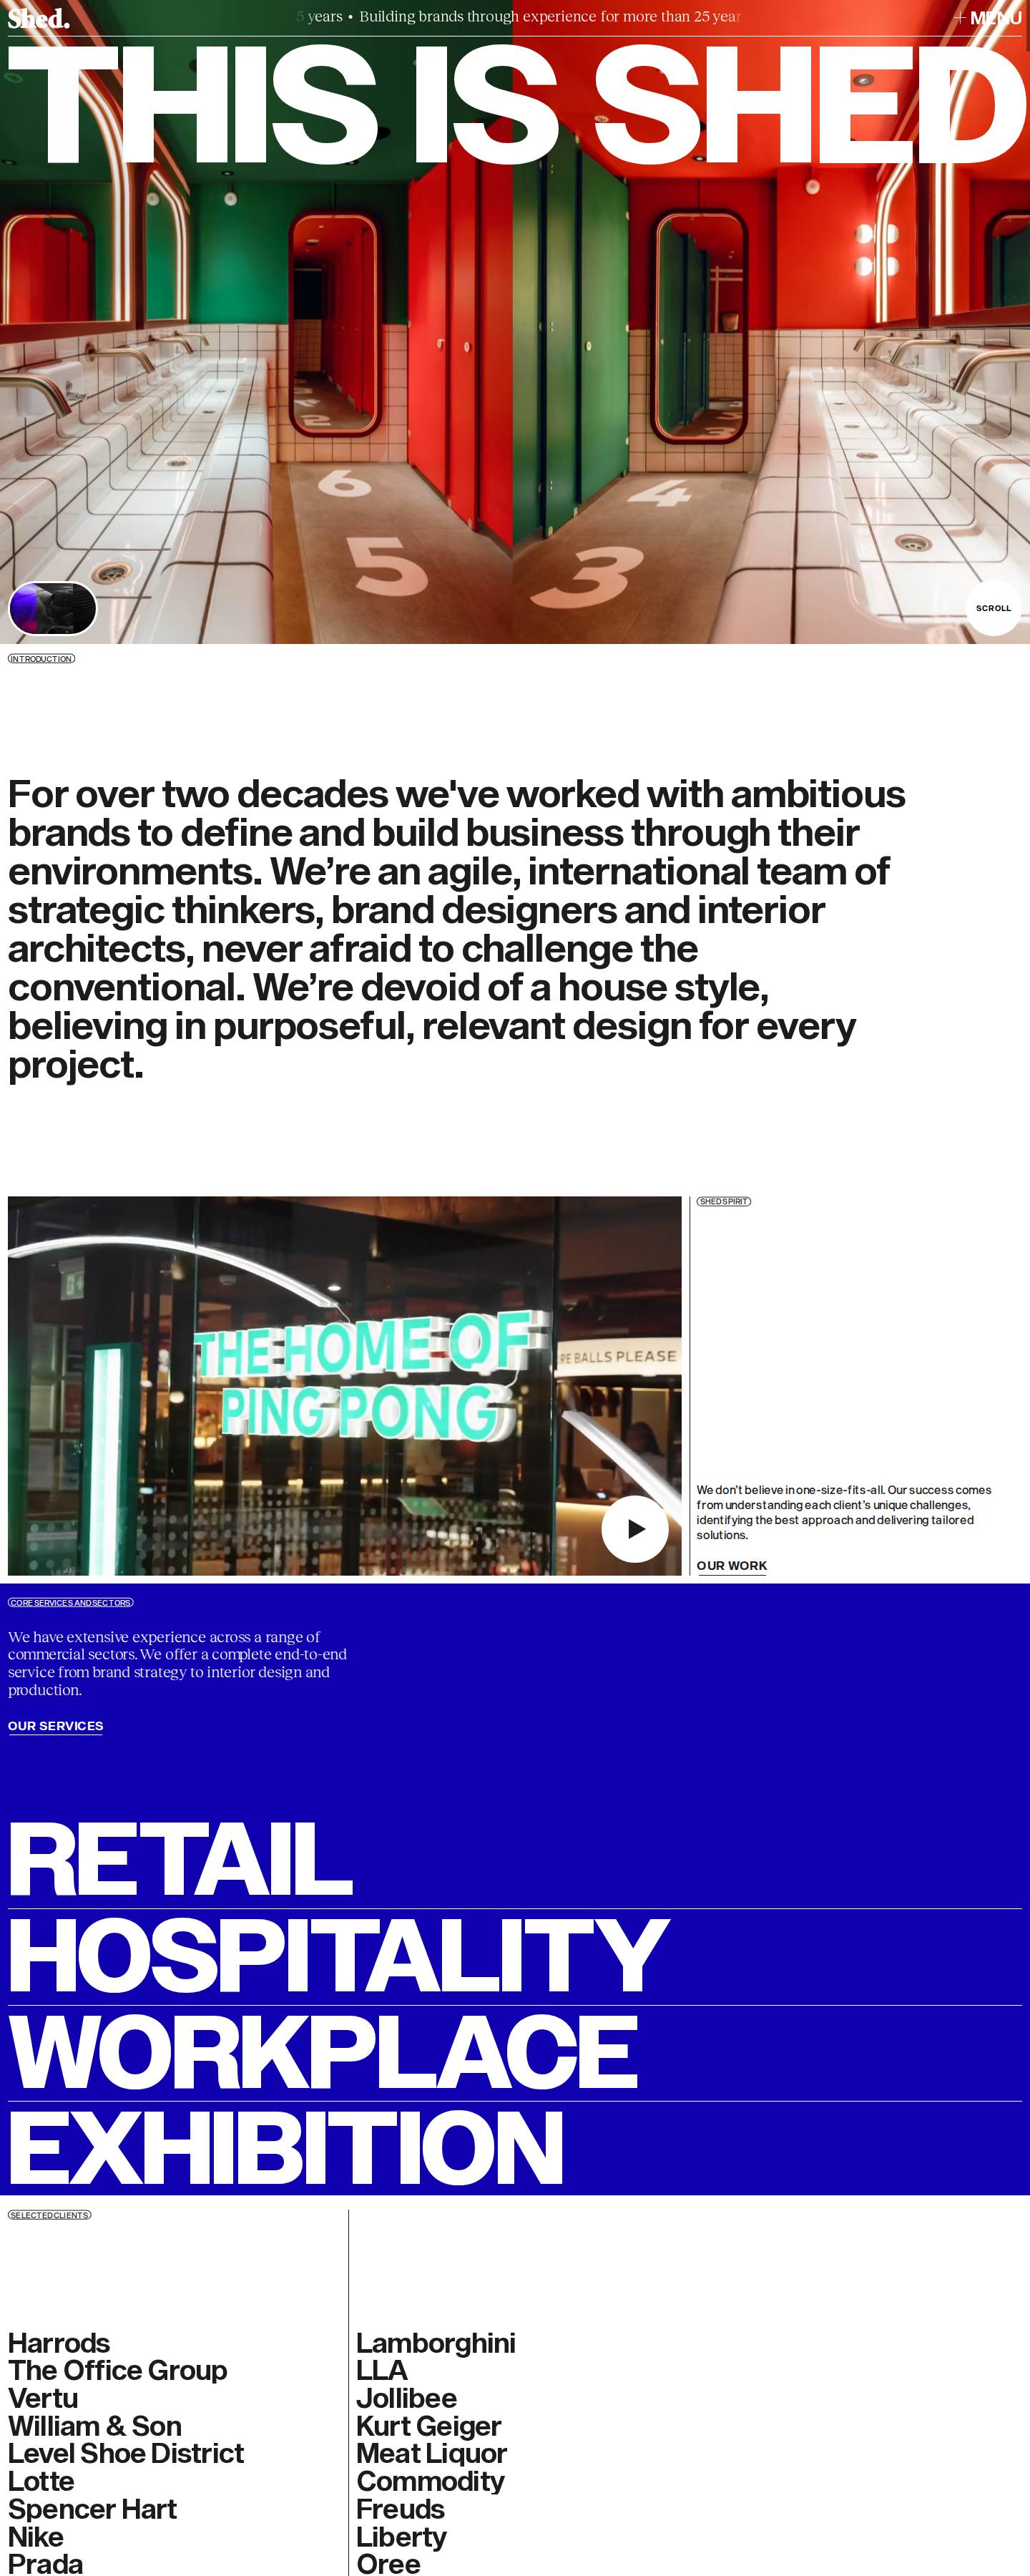 Shed.
years • Building brands through experience for more than 25 year
MENU
THIS IS SHED
6
4
5
3
SCROLL
INTRODUCTION
For over two decades we've worked with ambitious
brands to define and build business through their
environments. We’re an agile, international team of
strategic thinkers, brand designers and interior
architects, never afraid to challenge the
conventional. We’re devoid of a house style,
believing in purposeful, relevant design for every
project.
SHED SPIRIT
THE HOME OF
PING PONG
RE BALLS PLEASE
We don’t believe in one-size-fits-all. Our success comes
from understanding each client’s unique challenges,
identifying the best approach and delivering tailored
solutions.
OUR WORK
CORE SERVICES AND SECTORS
We have extensive experience across a range of
commercial sectors. We offer a complete end-to-end
service from brand strategy to interior design and
production.
OUR SERVICES
RETAIL
HOSPITALITY
WORKPLACE
EXHIBITION
SELECTED CLIENTS
Harrods
The Office Group
Vertu
William & Son
Level Shoe District
Lotte
Spencer Hart
Nike
Prada
Lamborghini
LLA
Jollibee
Kurt Geiger
Meat Liquor
Commodity
Freuds
Liberty
Oree